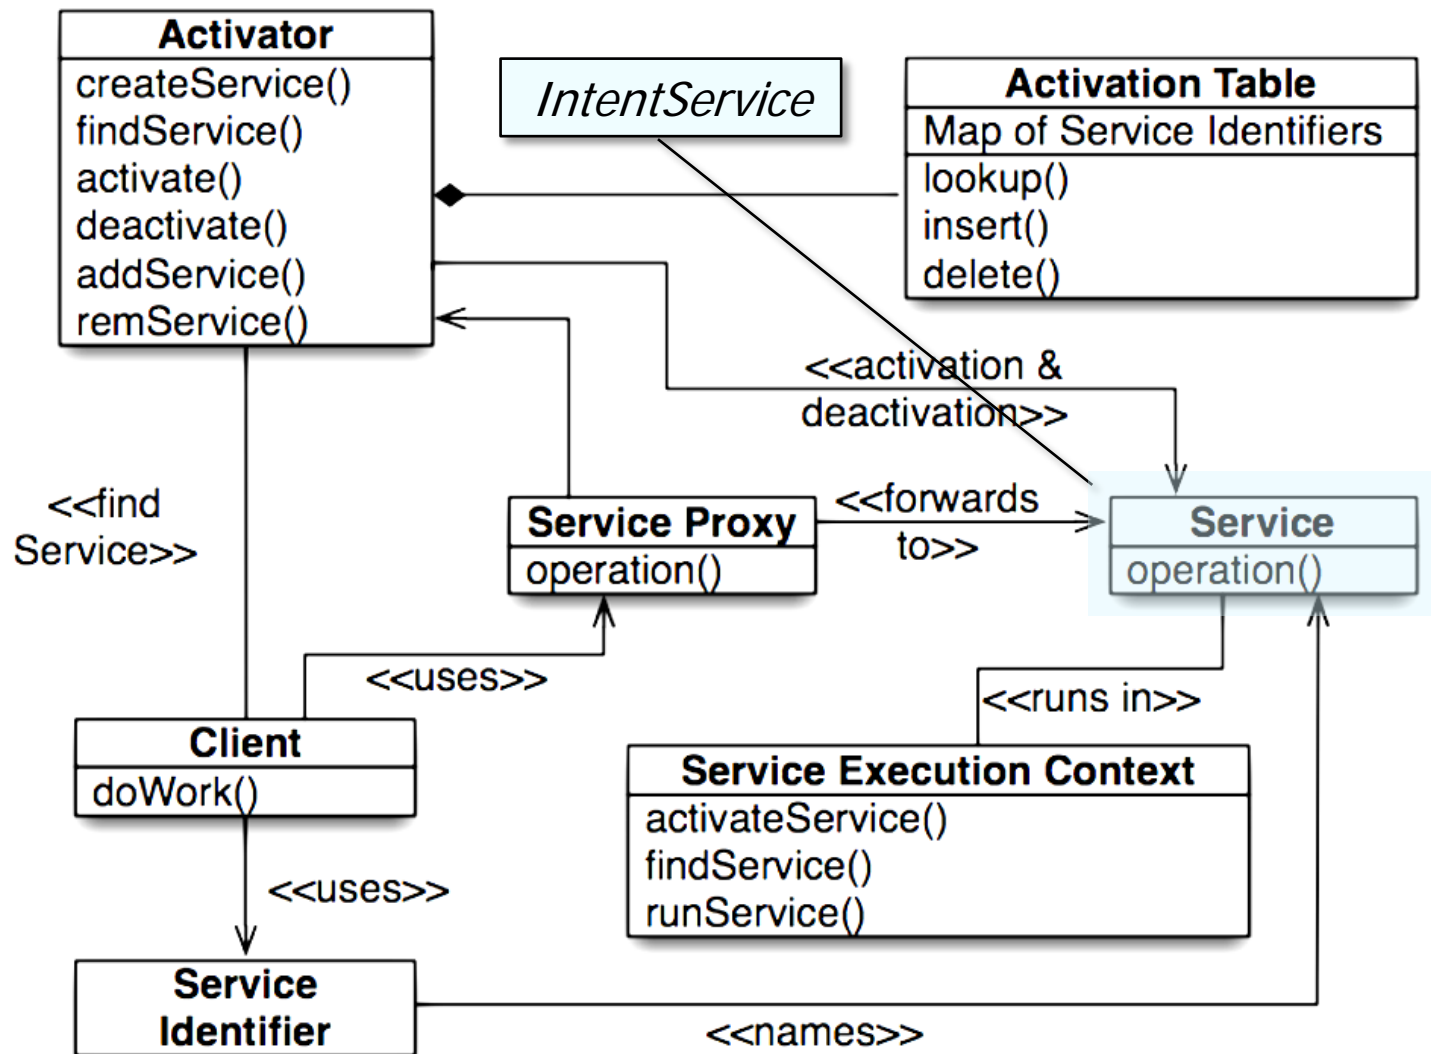 Activator
createService()
findService()
activate()
deactivate()
addService()
remService()
IntentService
Activation Table
Map of Service Identifiers
lookup()
insert()
delete()
<<activation &
deactivation>>
<<find
Service>>
Service Proxy
operation()
<<forwards
to>>
Service
operation()
<<uses>>
<<runs in>>
Client
doWork()
Service Execution Context
activateService()
findService()
runService()
<<uses>>
Service
Identifier
<<names>>